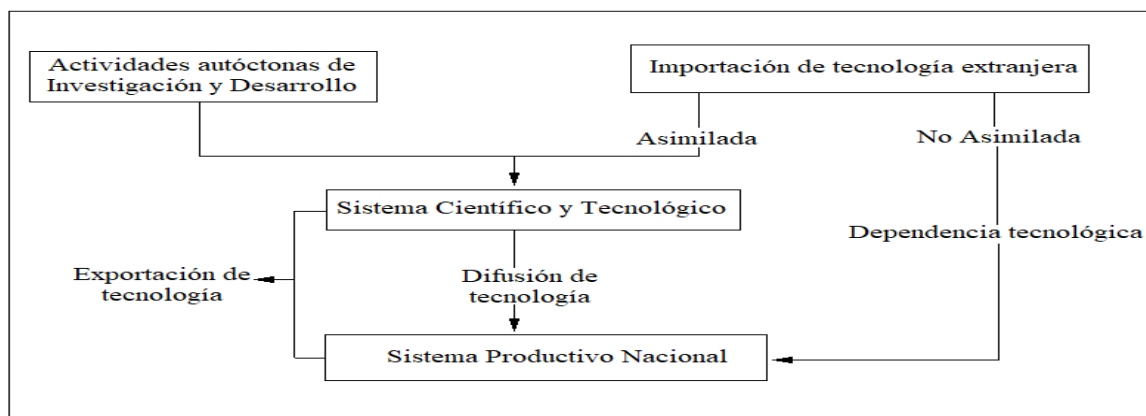 Actividades autóctonas de
Investigación y Desarrollo
Importación de tecnología extranjera
Asimilada
No Asimilada
Sistema Científico y Tecnológico
Dependencia tecnológica
Exportación de
tecnología
Difusión de
tecnología
Sistema Productivo Nacional